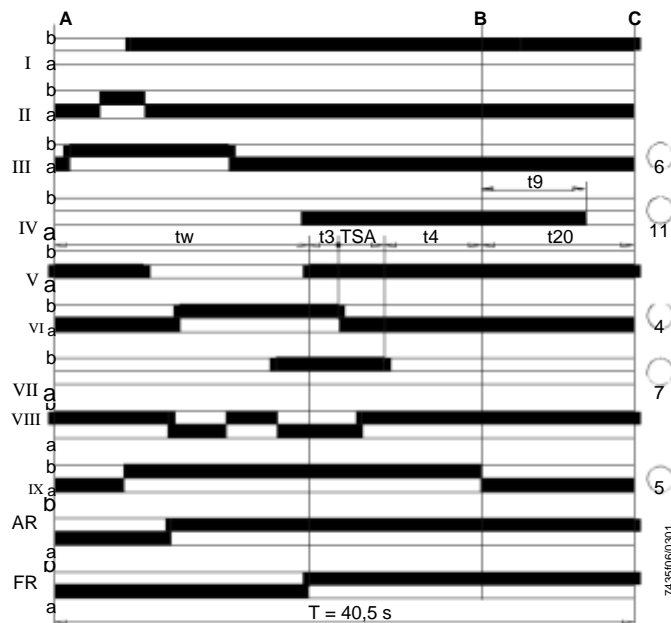 A B C
b
I a
b
II a
b
III a 6
b t9
IV a 11
tw t3 TSA t4 t20
b
V a
b
VI a 4
b
VII a 7
b
VIII
a
b
IX a 5
b
AR
a
b
FR
a
T = 40,5 s
7435f06/0301